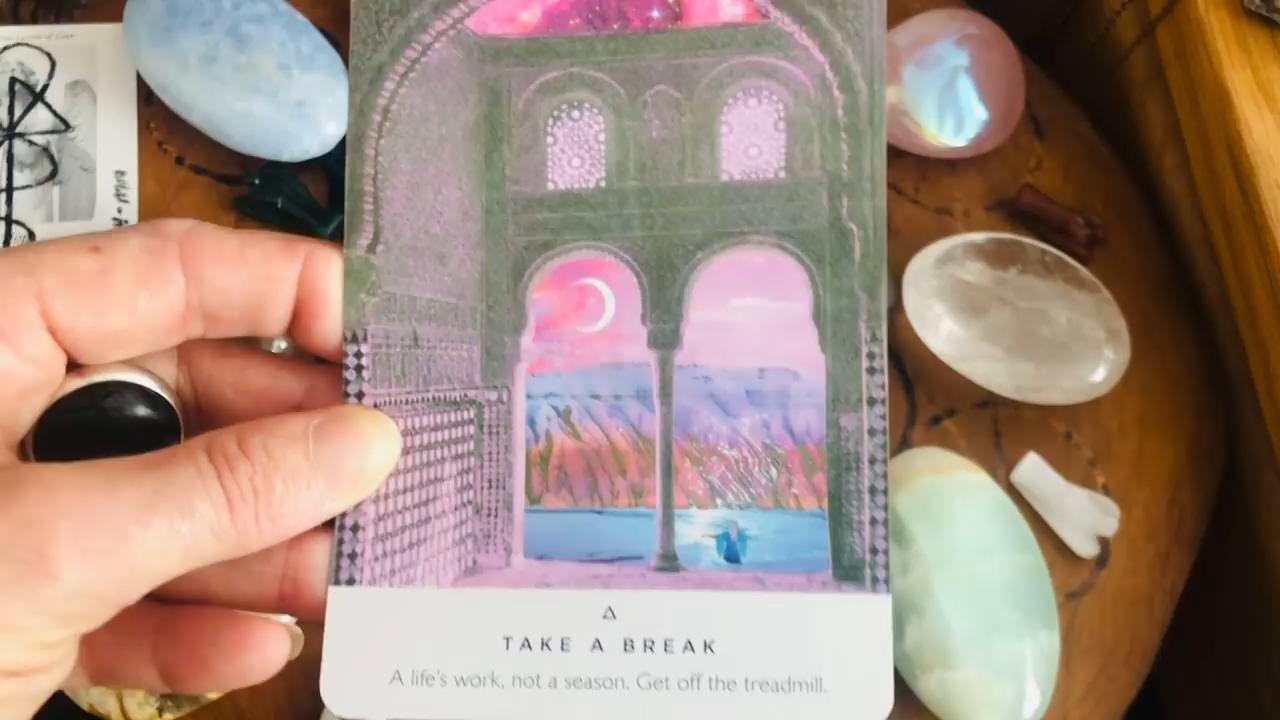 TAKE A BREAK
A life's work, not a season. Get off the treadmill.